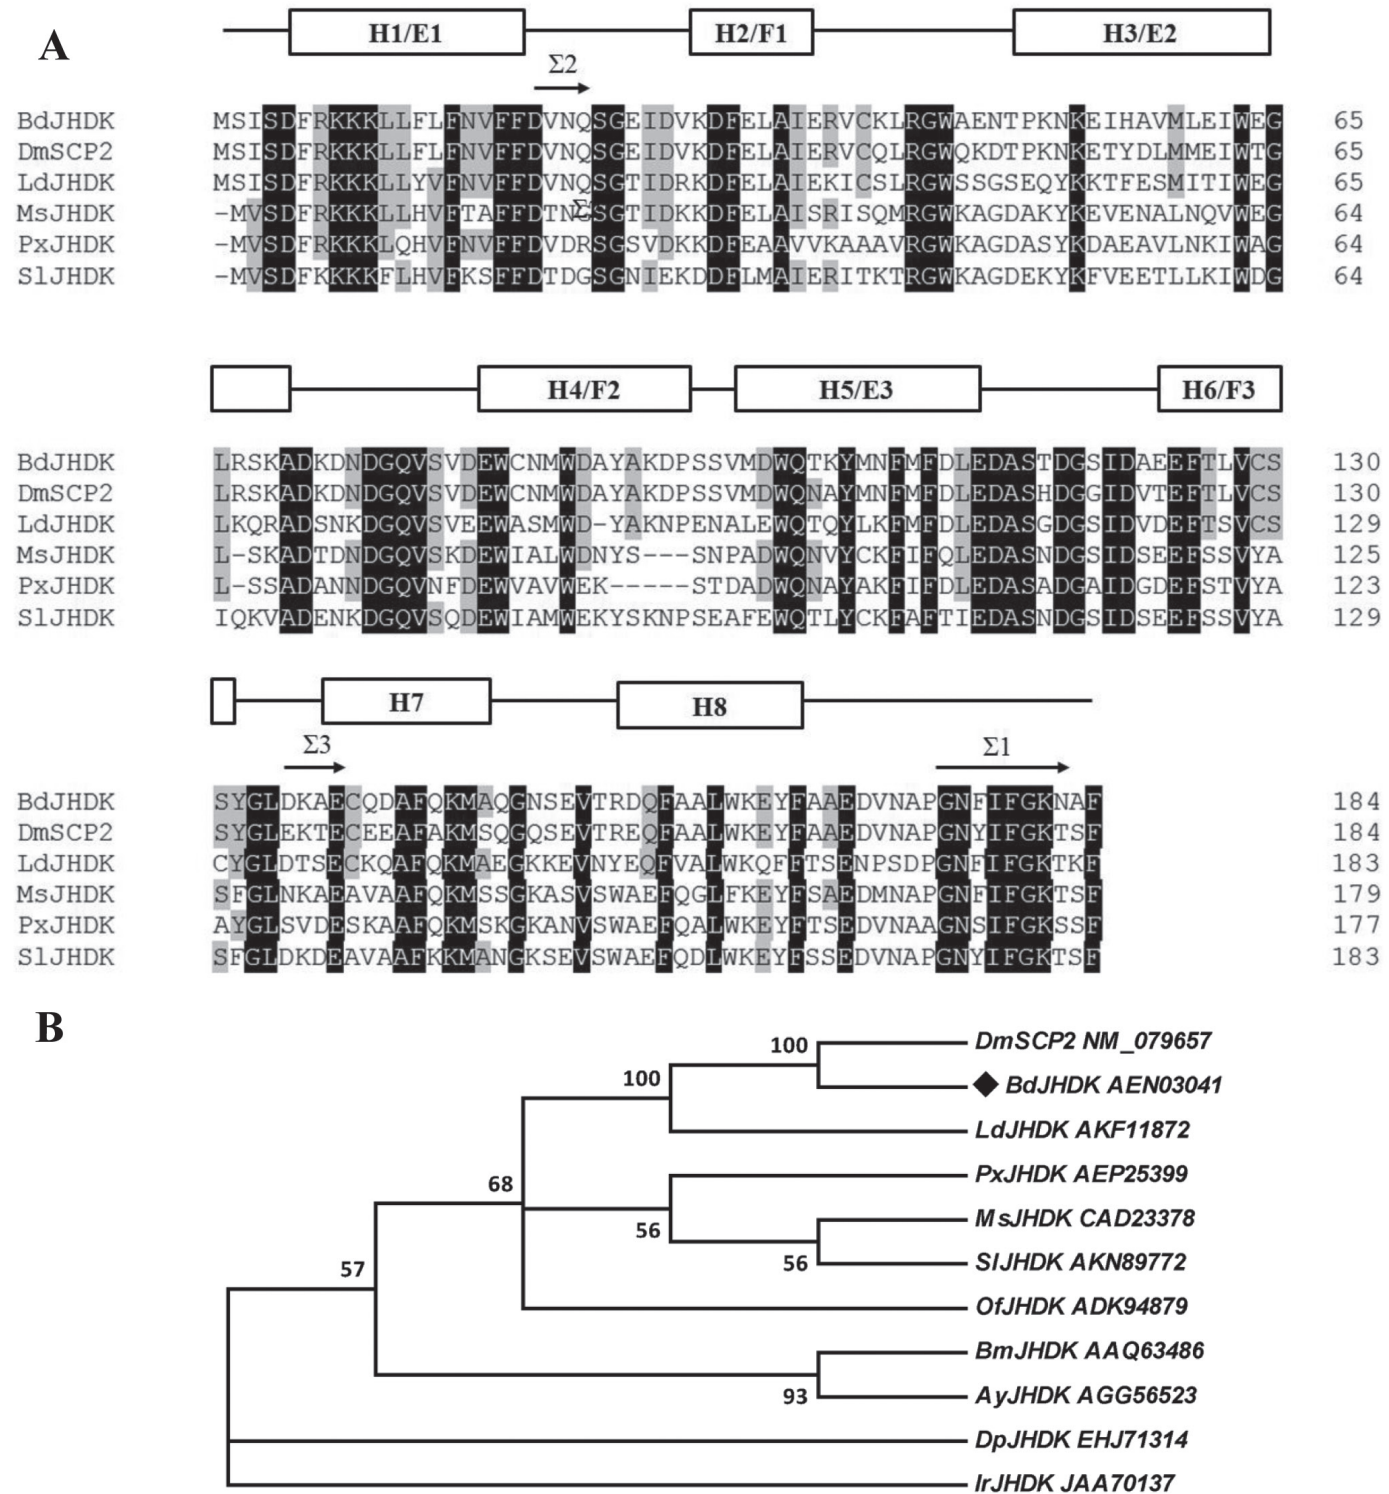 A
H1/E1 H2/F1 H3/E2
Σ2
BdJHDK MSISDFRKKKLLFLFNVFFDVNQSGEIDVKDFELAIERVCKLRGWAENTPKNKEIHAVMLEIWEG 65
DmSCP2 MSISDFRKKKLLFLFNVFFDVNQSGEIDVKDFELAIERVCQLRGWQKDTPKNKETYDLMMEIWTG 65
LdJHDK MSISDFRKKKLLYVFNVFFDVNQSGTIDRKDFELAIEKICSLRGWSSGSEQYKKTFESMITIWEG 65
MsJHDK -MVSDFRKKKLLHVFTAFFDTNGSGTIDKKDFELAISRISQMRGWKAGDAKYKEVENALNQVWEG 64
PxJHDK -MVSDFRKKKLQHVFNVFFDVDRSGSVDKKDFEAAVVKAAAVRGWKAGDASYKDAEAVLNKIWAG 64
SlJHDK -MVSDFKKKKFLHVFKSFFDTDGSGNIEKDDFLMAIERITKTRGWKAGDEKYKFVEETLLKIWDG 64
H4/F2 H5/E3 H6/F3
BdJHDK LRSKADKDNDGQVSVDEWCNMWDAYAKDPSSVMDWQTKYMNFMFDLEDASTDGSIDAEEFTLVCS 130
DmSCP2 LRSKADKDNDGQVSVDEWCNMWDAYAKDPSSVMDWQNAYMNFMFDLEDASHDGGIDVTEFTLVCS 130
LdJHDK LKQRADSNKDGQVSVEEWASMWD-YAKNPENALEWQTQYLKFMFDLEDASGDGSIDVDEFTSVCS 129
MsJHDK L-SKADTDNDGQVSKDEWIALWDNYS---SNPADWQNVYCKFIFQLEDASNDGSIDSEEFSSVYA 125
PxJHDK L-SSADANNDGQVNFDEWVAVWEK-----STDADWQNAYAKFIFDLEDASADGAIDGDEFSTVYA 123
SlJHDK IQKVADENKDGQVSQDEWIAMWEKYSKNPSEAFEWQTLYCKFAFTIEDASNDGSIDSEEFSSVYA 129
H7 H8
Σ3 Σ1
BdJHDK SYGLDKAECQDAFQKMAQGNSEVTRDQFAALWKEYFAAEDVNAPGNFIFGKNAF 184
DmSCP2 SYGLEKTECEEAFAKMSQGQSEVTREQFAALWKEYFAAEDVNAPGNYIFGKTSF 184
LdJHDK CYGLDTSECKQAFQKMAEGKKEVNYEQFVALWKQFFTSENPSDPGNFIFGKTKF 183
MsJHDK SFGLNKAEAVAAFQKMSSGKASVSWAEFQGLFKEYFSAEDMNAPGNFIFGKTSF 179
PxJHDK AYGLSVDESKAAFQKMSKGKANVSWAEFQALWKEYFTSEDVNAAGNSIFGKSSF 177
SlJHDK SFGLDKDEAVAAFKKMANGKSEVSWAEFQDLWKEYFSSEDVNAPGNYIFGKTSF 183
B
100 DmSCP2 NM_079657
100 BdJHDK AEN03041
LdJHDK AKF11872
68 PxJHDK AEP25399
56 MsJHDK CAD23378
56 SlJHDK AKN89772
57 OfJHDK ADK94879
BmJHDK AAQ63486
93 AyJHDK AGG56523
DpJHDK EHJ71314
IrJHDK JAA70137